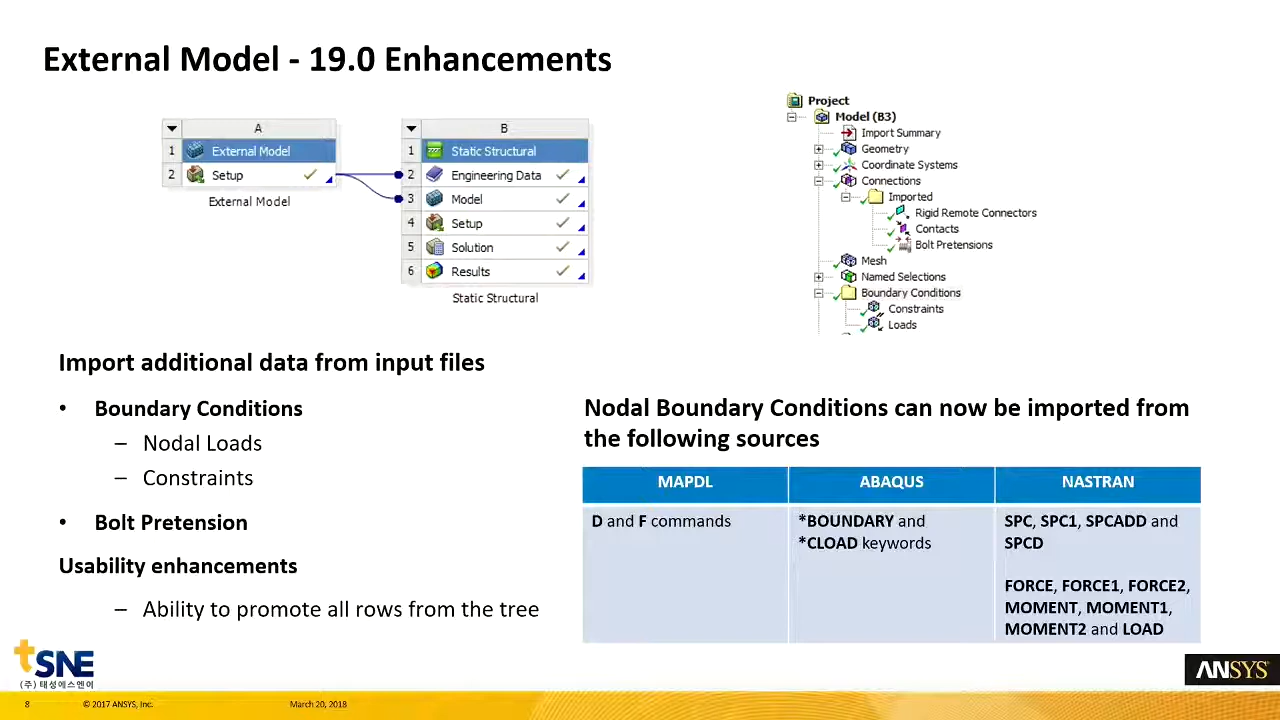 External Model - 19.0 Enhancements
A
1 External Model
2 Setup
External Model
B
1 Static Structural
2 Engineering Data
3 Model
4 Setup
5 Solution
6 Results
Static Structural
Project
Model (B3)
Import Summary
Geometry
Coordinate Systems
Connections
Imported
Rigid Remote Connectors
Contacts
Bolt Pretensions
Mesh
Named Selections
Boundary Conditions
Constraints
Loads
Import additional data from input files
• Boundary Conditions
– Nodal Loads
– Constraints
• Bolt Pretension
Usability enhancements
– Ability to promote all rows from the tree
Nodal Boundary Conditions can now be imported from
the following sources
MAPDL
ABAQUS
NASTRAN
D and F commands
*BOUNDARY and
*CLOAD keywords
SPC, SPC1, SPCADD and
SPCD
FORCE, FORCE1, FORCE2,
MOMENT, MOMENT1,
MOMENT2 and LOAD
tSNE
(주)태성에스엔이
ANSYS®
8 © 2017 ANSYS, Inc. March 20, 2018